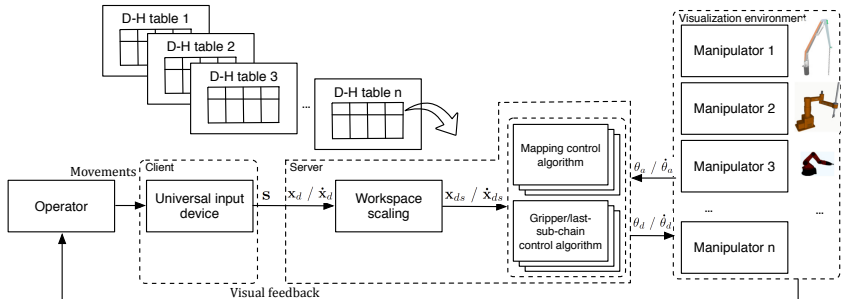 D-H table 1
D-H table 2
D-H table 3
...
D-H table n
Visualization environment
Manipulator 1
Manipulator 2
Manipulator 3
...
...
Manipulator n
Client
Server
Movements
Operator
Universal input
device
s
x_d / ẋ_d
Workspace
scaling
x_ds / ẋ_ds
Mapping control
algorithm
Gripper/last-
sub-chain
control algorithm
θ_a / θ̇_a
θ_d / θ̇_d
Visual feedback